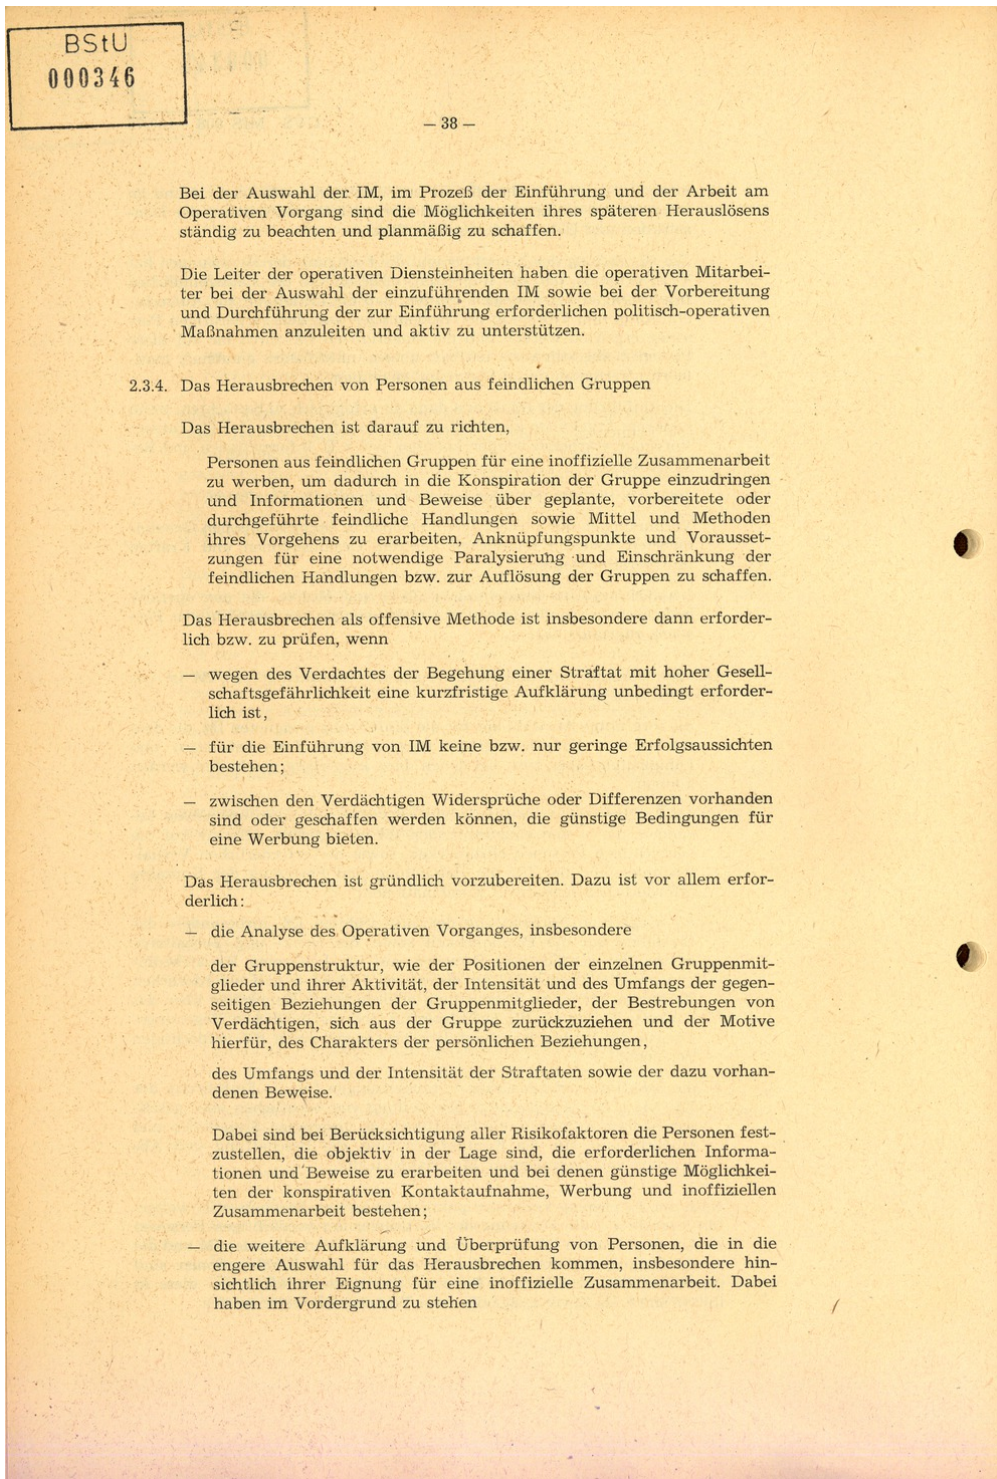 BStU
000346
— 38 —
Bei der Auswahl der IM, im Prozeß der Einführung und der Arbeit am
Operativen Vorgang sind die Möglichkeiten ihres späteren Herauslösens
ständig zu beachten und planmäßig zu schaffen.
Die Leiter der operativen Diensteinheiten haben die operativen Mitarbei-
ter bei der Auswahl der einzuführenden IM sowie bei der Vorbereitung
und Durchführung der zur Einführung erforderlichen politisch-operativen
Maßnahmen anzuleiten und aktiv zu unterstützen.
2.3.4. Das Herausbrechen von Personen aus feindlichen Gruppen
Das Herausbrechen ist darauf zu richten,
Personen aus feindlichen Gruppen für eine inoffizielle Zusammenarbeit
zu werben, um dadurch in die Konspiration der Gruppe einzudringen
und Informationen und Beweise über geplante, vorbereitete oder
durchgeführte feindliche Handlungen sowie Mittel und Methoden
ihres Vorgehens zu erarbeiten, Anknüpfungspunkte und Vorausset-
zungen für eine notwendige Paralysierung und Einschränkung der
feindlichen Handlungen bzw. zur Auflösung der Gruppen zu schaffen.
Das Herausbrechen als offensive Methode ist insbesondere dann erforder-
lich bzw. zu prüfen, wenn
— wegen des Verdachtes der Begehung einer Straftat mit hoher Gesell-
schaftsgefährlichkeit eine kurzfristige Aufklärung unbedingt erforder-
lich ist,
— für die Einführung von IM keine bzw. nur geringe Erfolgsaussichten
bestehen;
— zwischen den Verdächtigen Widersprüche oder Differenzen vorhanden
sind oder geschaffen werden können, die günstige Bedingungen für
eine Werbung bieten.
Das Herausbrechen ist gründlich vorzubereiten. Dazu ist vor allem erfor-
derlich:
— die Analyse des Operativen Vorganges, insbesondere
der Gruppenstruktur, wie der Positionen der einzelnen Gruppenmit-
glieder und ihrer Aktivität, der Intensität und des Umfangs der gegen-
seitigen Beziehungen der Gruppenmitglieder, der Bestrebungen von
Verdächtigen, sich aus der Gruppe zurückzuziehen und der Motive
hierfür, des Charakters der persönlichen Beziehungen,
des Umfangs und der Intensität der Straftaten sowie der dazu vorhan-
denen Beweise.
Dabei sind bei Berücksichtigung aller Risikofaktoren die Personen fest-
zustellen, die objektiv in der Lage sind, die erforderlichen Informa-
tionen und Beweise zu erarbeiten und bei denen günstige Möglichkei-
ten der konspirativen Kontaktaufnahme, Werbung und inoffiziellen
Zusammenarbeit bestehen;
— die weitere Aufklärung und Überprüfung von Personen, die in die
engere Auswahl für das Herausbrechen kommen, insbesondere hin-
sichtlich ihrer Eignung für eine inoffizielle Zusammenarbeit. Dabei
haben im Vordergrund zu stehen